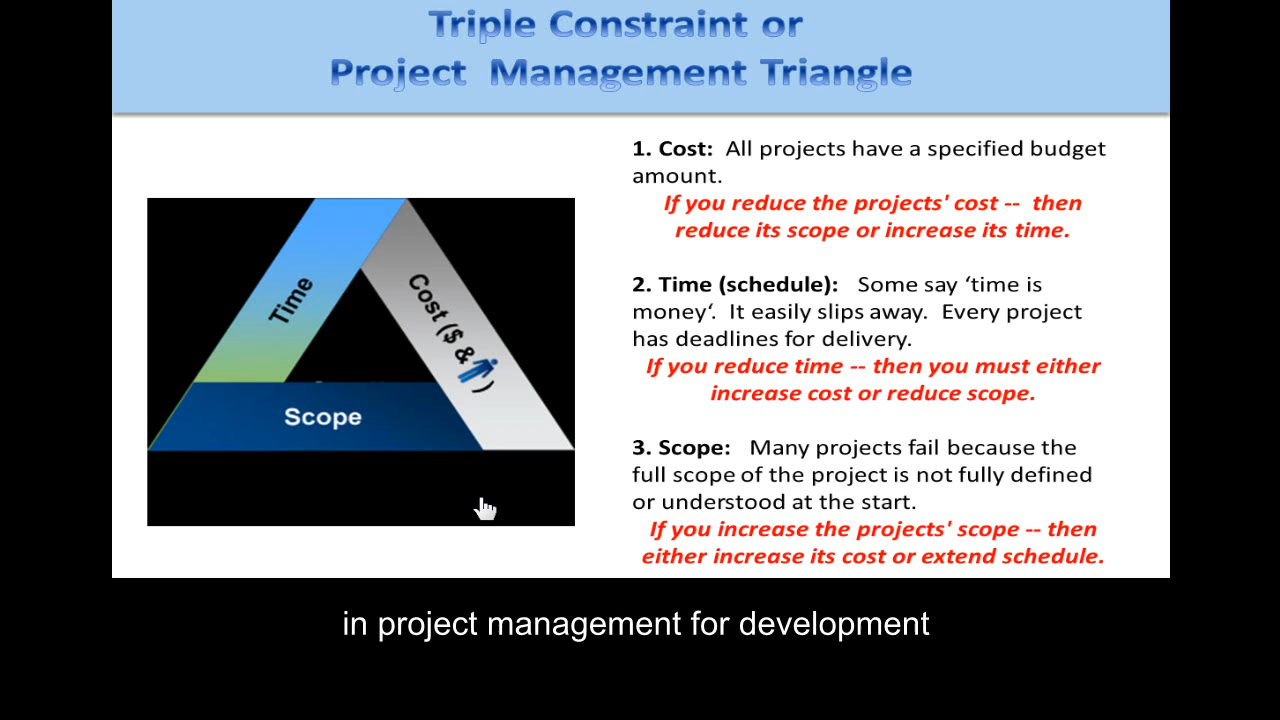 Triple Constraint or
Project Management Triangle
Time
Cost ($ & )
Scope
1. Cost: All projects have a specified budget
amount.
If you reduce the projects' cost -- then
reduce its scope or increase its time.
2. Time (schedule): Some say ‘time is
money‘. It easily slips away. Every project
has deadlines for delivery.
If you reduce time -- then you must either
increase cost or reduce scope.
3. Scope: Many projects fail because the
full scope of the project is not fully defined
or understood at the start.
If you increase the projects' scope -- then
either increase its cost or extend schedule.
in project management for development